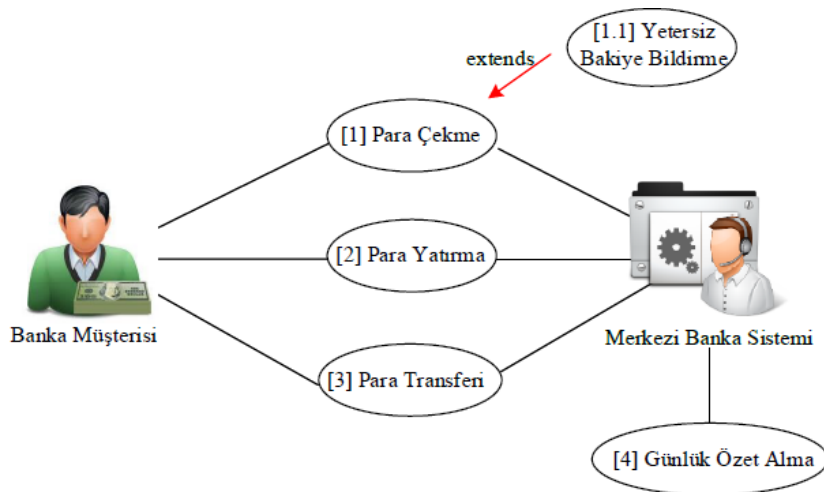 [1.1] Yetersiz
Bakiye Bildirme
extends
[1] Para Çekme
[2] Para Yatırma
Banka Müşterisi
Merkezi Banka Sistemi
[3] Para Transferi
[4] Günlük Özet Alma